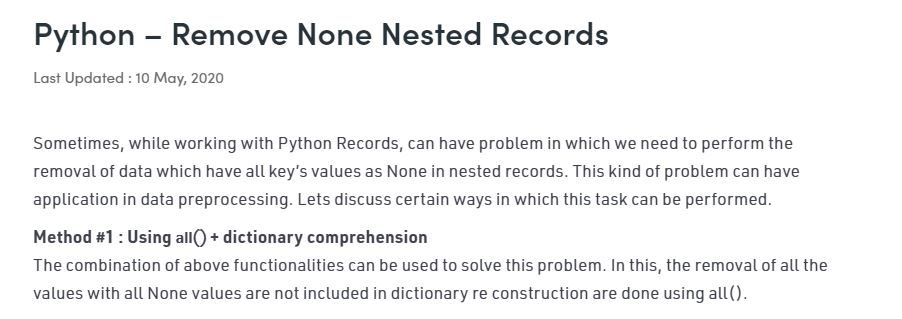 Python – Remove None Nested Records
Last Updated : 10 May, 2020
Sometimes, while working with Python Records, can have problem in which we need to perform the
removal of data which have all key's values as None in nested records. This kind of problem can have
application in data preprocessing. Lets discuss certain ways in which this task can be performed.
Method #1 : Using all() + dictionary comprehension
The combination of above functionalities can be used to solve this problem. In this, the removal of all the
values with all None values are not included in dictionary re construction are done using all().